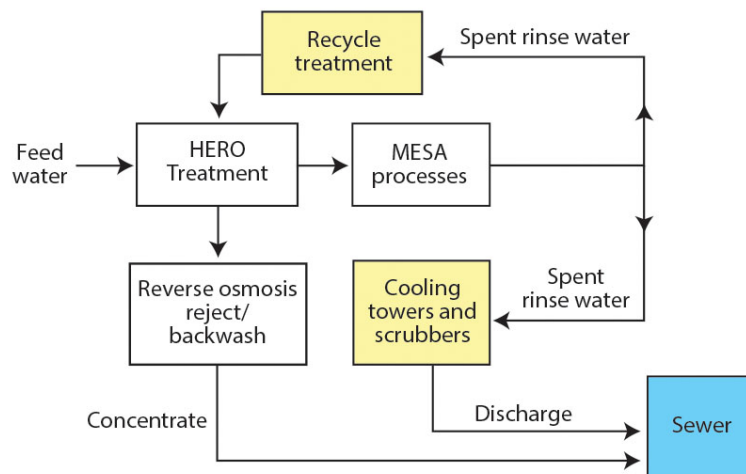 Recycle
treatment
Spent rinse water
Feed
water
HERO
Treatment
MESA
processes
Reverse osmosis
reject/
backwash
Cooling
towers and
scrubbers
Spent
rinse water
Concentrate
Discharge
Sewer